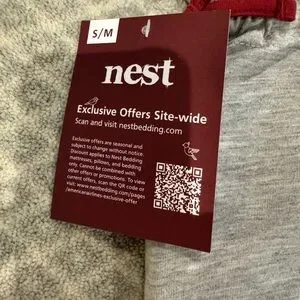 S/M
nest
Exclusive Offers Site-wide
Scan and visit nestbedding.com
Exclusive offers are seasonal and
subject to change without notice.
Discount applies to Nest Bedding
mattresses, pillows, and bedding
only. Cannot be combined with
other offers or promotions. To view
current offers, scan the QR code or
visit: www.nestbedding.com/pages
/americanairlines-exclusive-offer